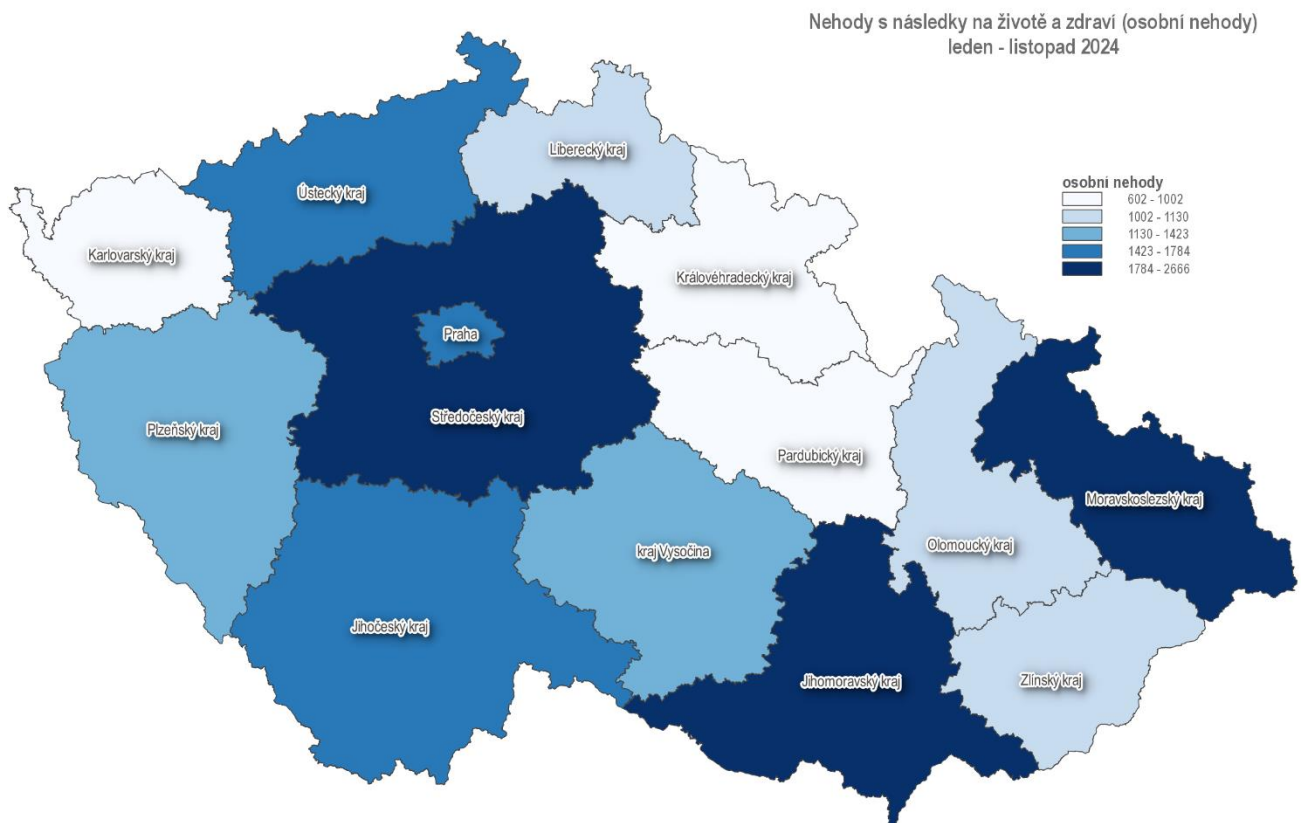 Nehody s následky na životě a zdraví (osobní nehody)
leden - listopad 2024
Liberecký kraj
Ústecký kraj
osobní nehody
602 - 1002
1002 - 1130
1130 - 1423
1423 - 1784
1784 - 2666
Karlovarský kraj
Královéhradecký kraj
Praha
Středočeský kraj
Plzeňský kraj
Pardubický kraj
Moravskoslezský kraj
Olomoucký kraj
kraj Vysočina
Jihočeský kraj
Jihomoravský kraj
Zlínský kraj